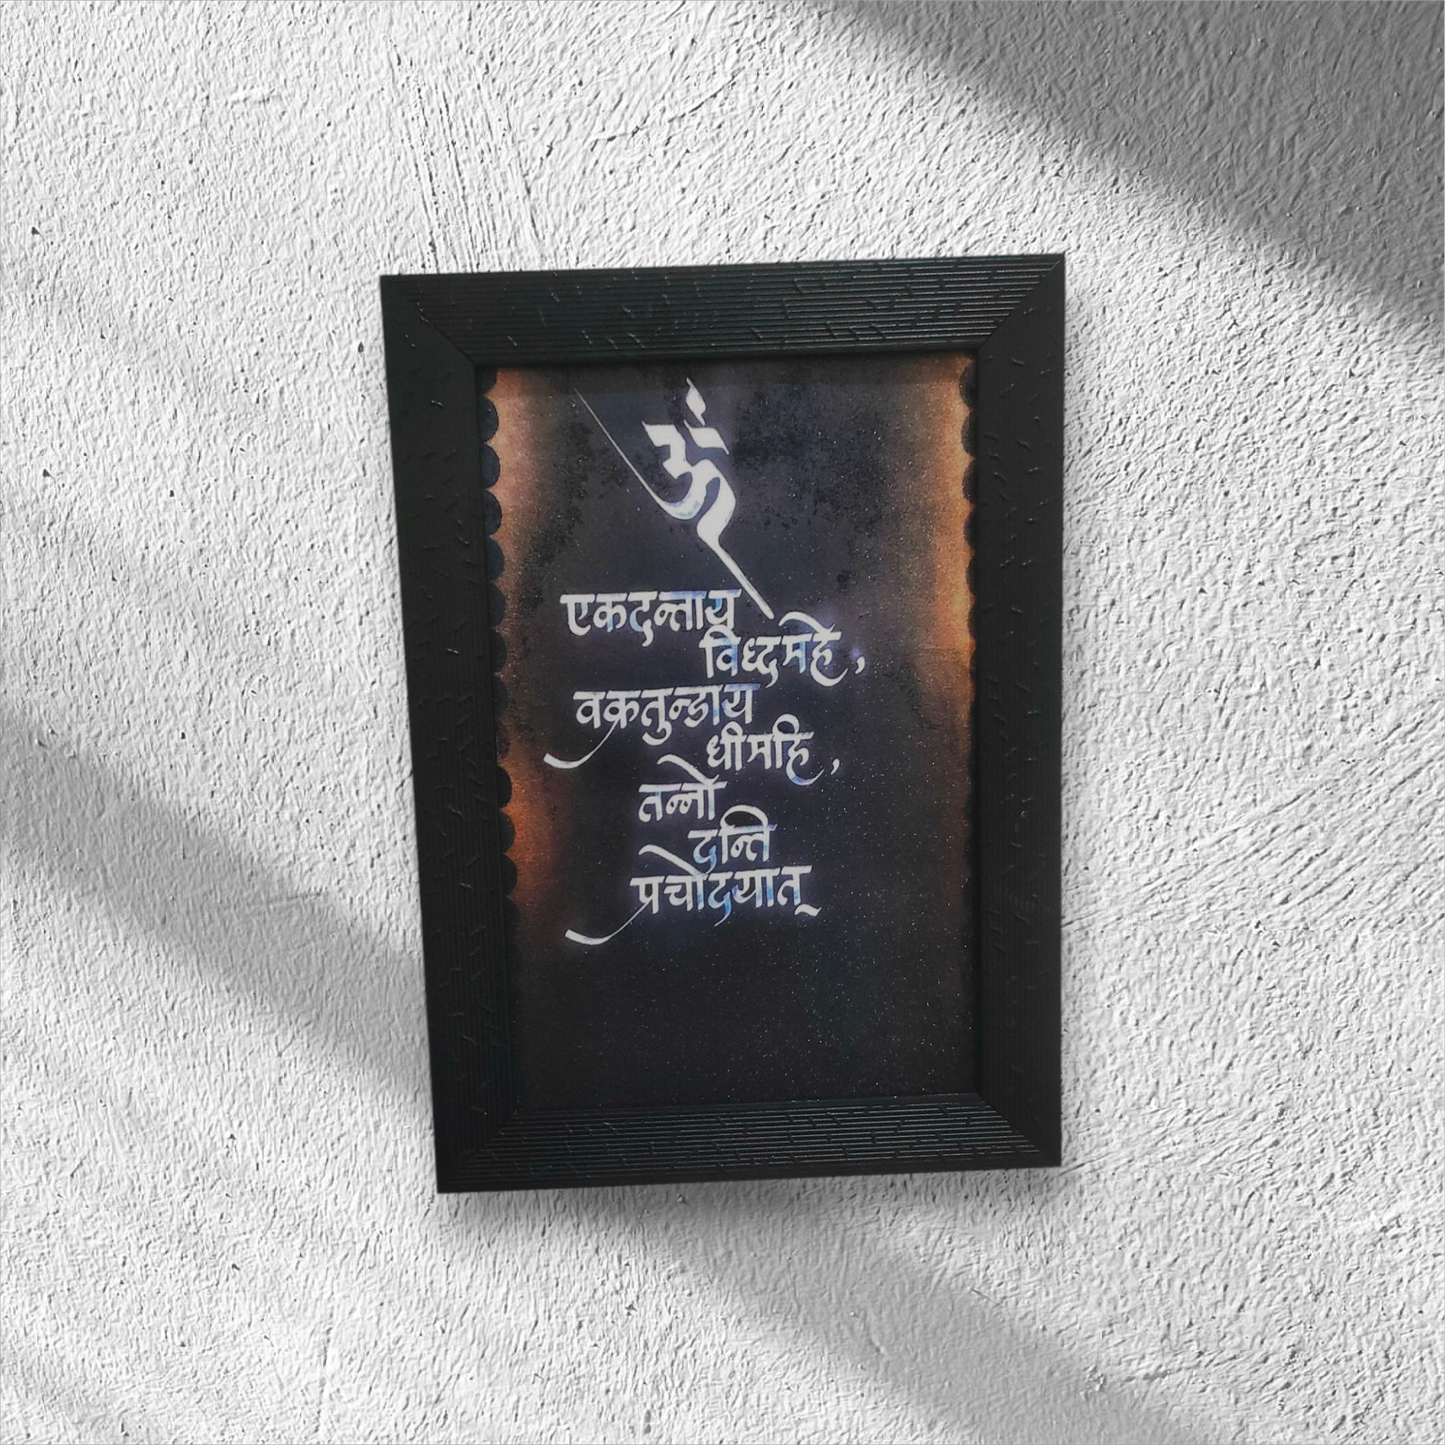 ॐ
एकदन्ताय
विध्दमहे,
वक्रतुन्डाय
धीमहि,
तन्नो
दन्ति
प्रचोदयात्